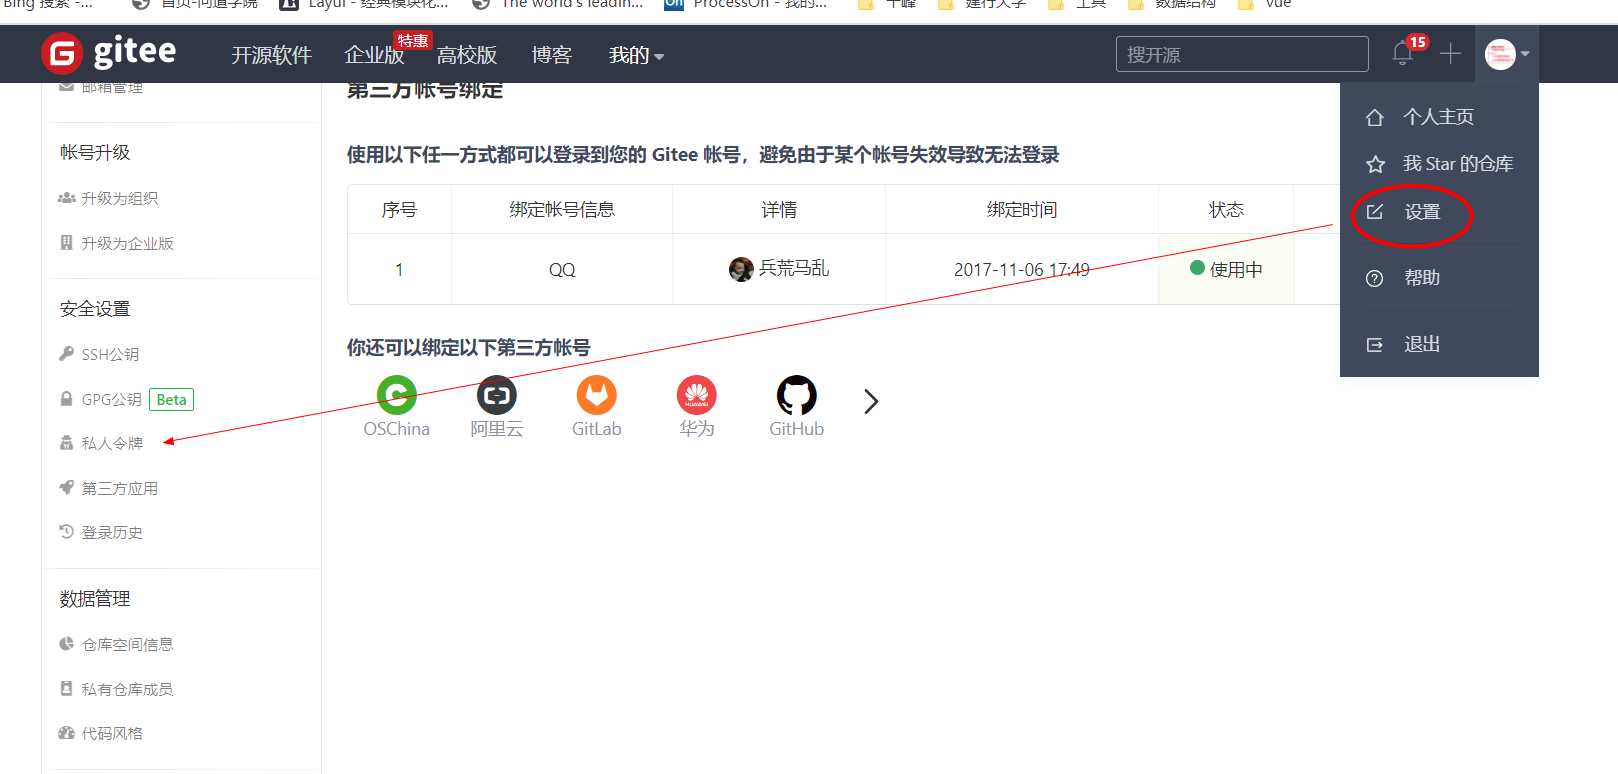 Bing 搜索 -...
首页-问道学院
Layui - 经典模块化...
The world's leadin...
On ProcessOn - 我的...
千峰
建行大学
工具
数据结构
vue
gitee
开源软件
企业版
特惠
高校版
博客
我的
搜开源
15
邮箱管理
帐号升级
升级为组织
升级为企业版
安全设置
SSH公钥
GPG公钥 Beta
私人令牌
第三方应用
登录历史
数据管理
仓库空间信息
私有仓库成员
代码风格
第三方帐号绑定
使用以下任一方式都可以登录到您的 Gitee 帐号，避免由于某个帐号失效导致无法登录
序号 绑定帐号信息 详情 绑定时间 状态
1 QQ 兵荒马乱 2017-11-06 17:49 使用中
你还可以绑定以下第三方帐号
HUAWEI
OSChina 阿里云 GitLab 华为 GitHub
个人主页
我 Star 的仓库
设置
帮助
退出